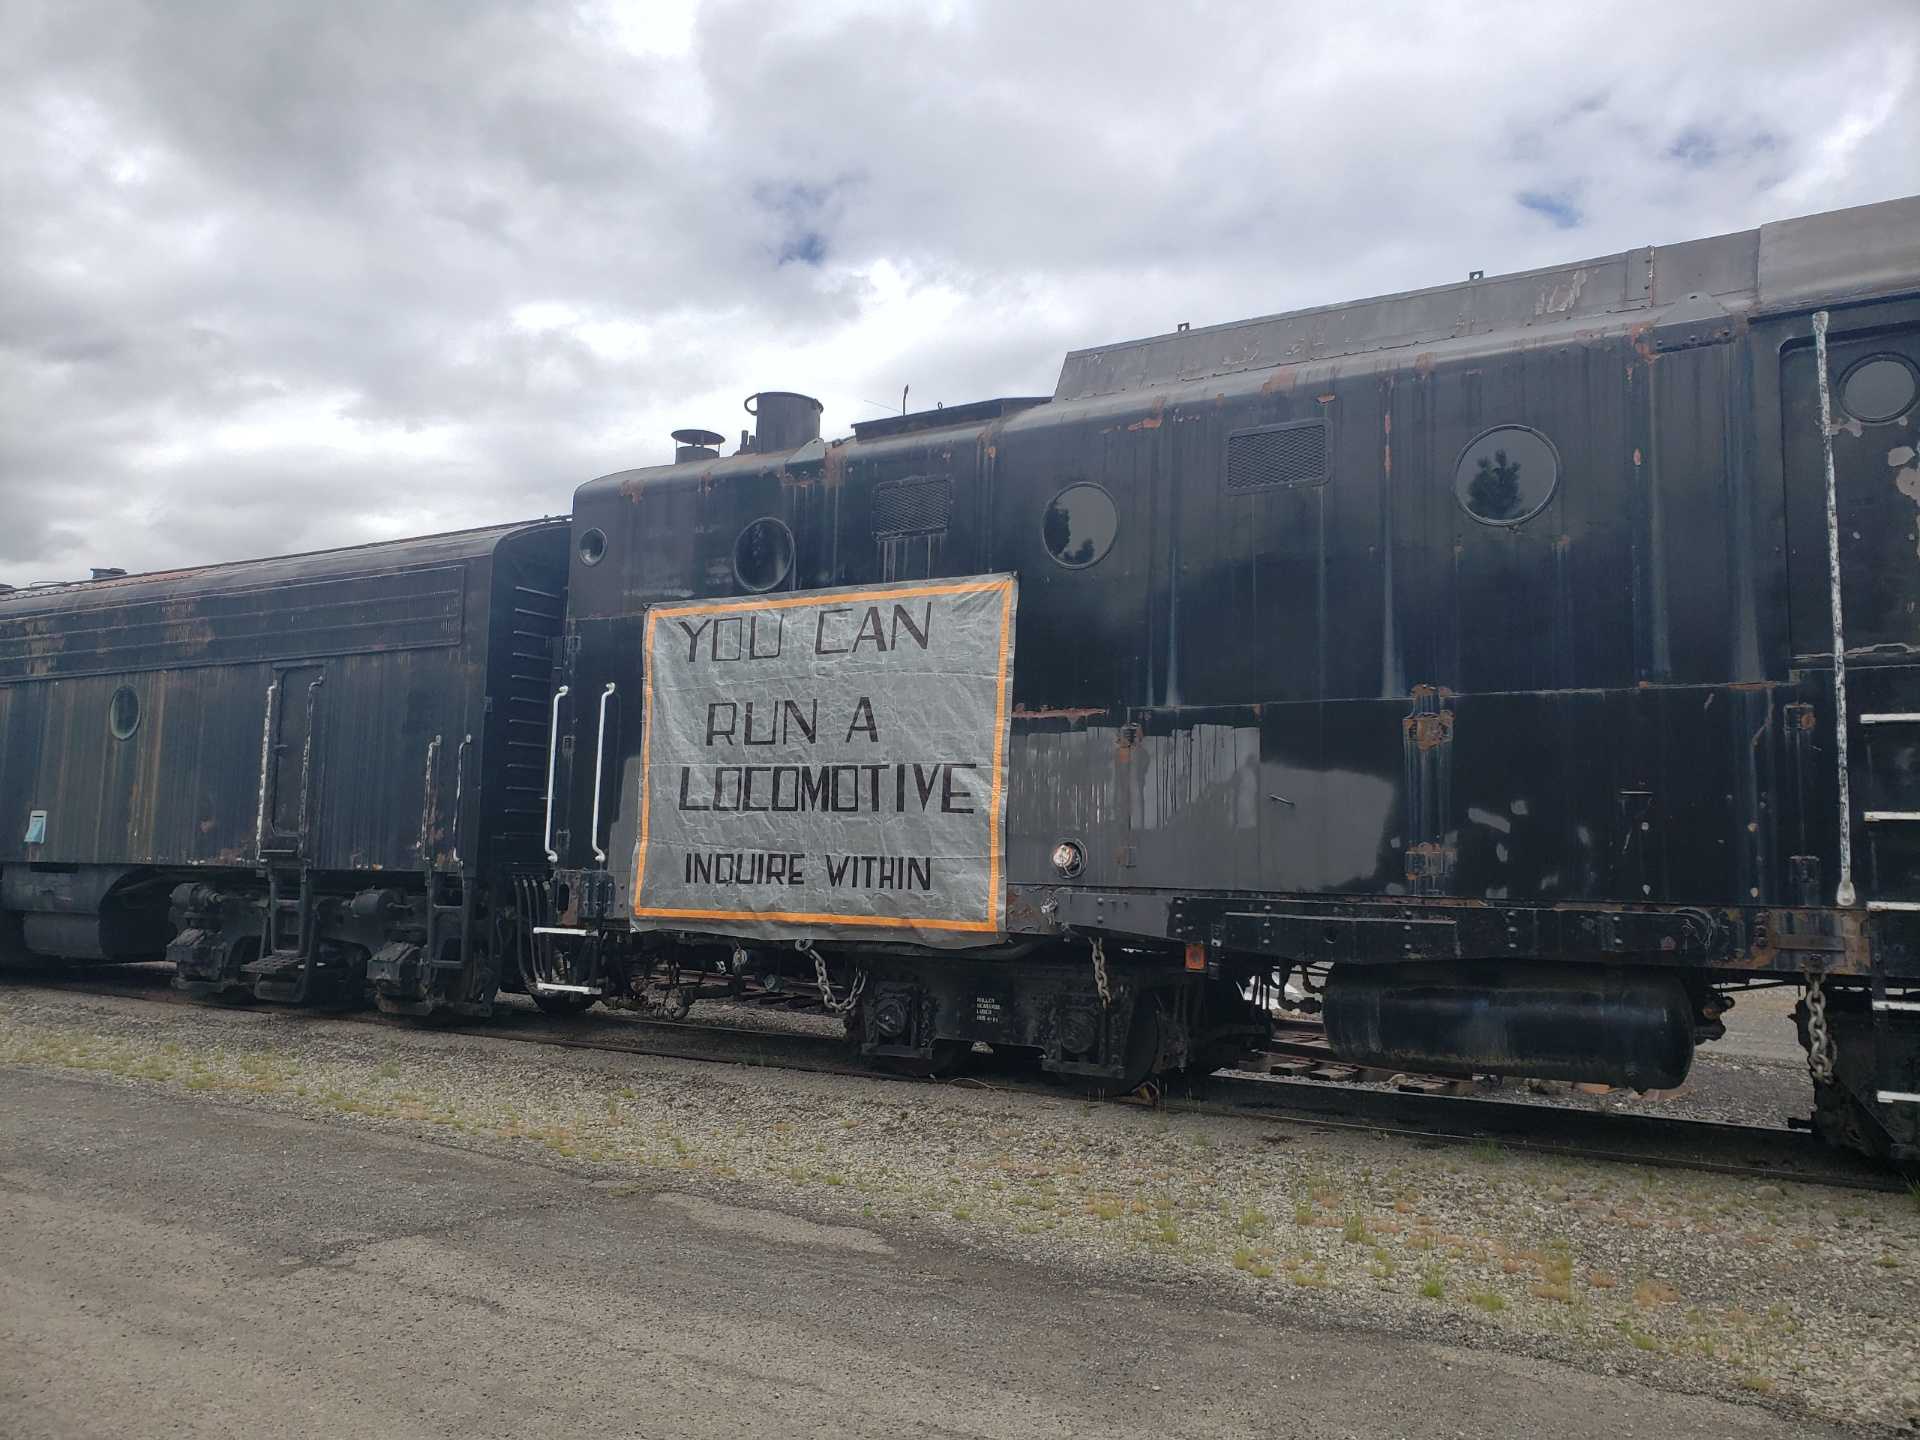 YOU CAN
RUN A
LOCOMOTIVE
INQUIRE WITHIN